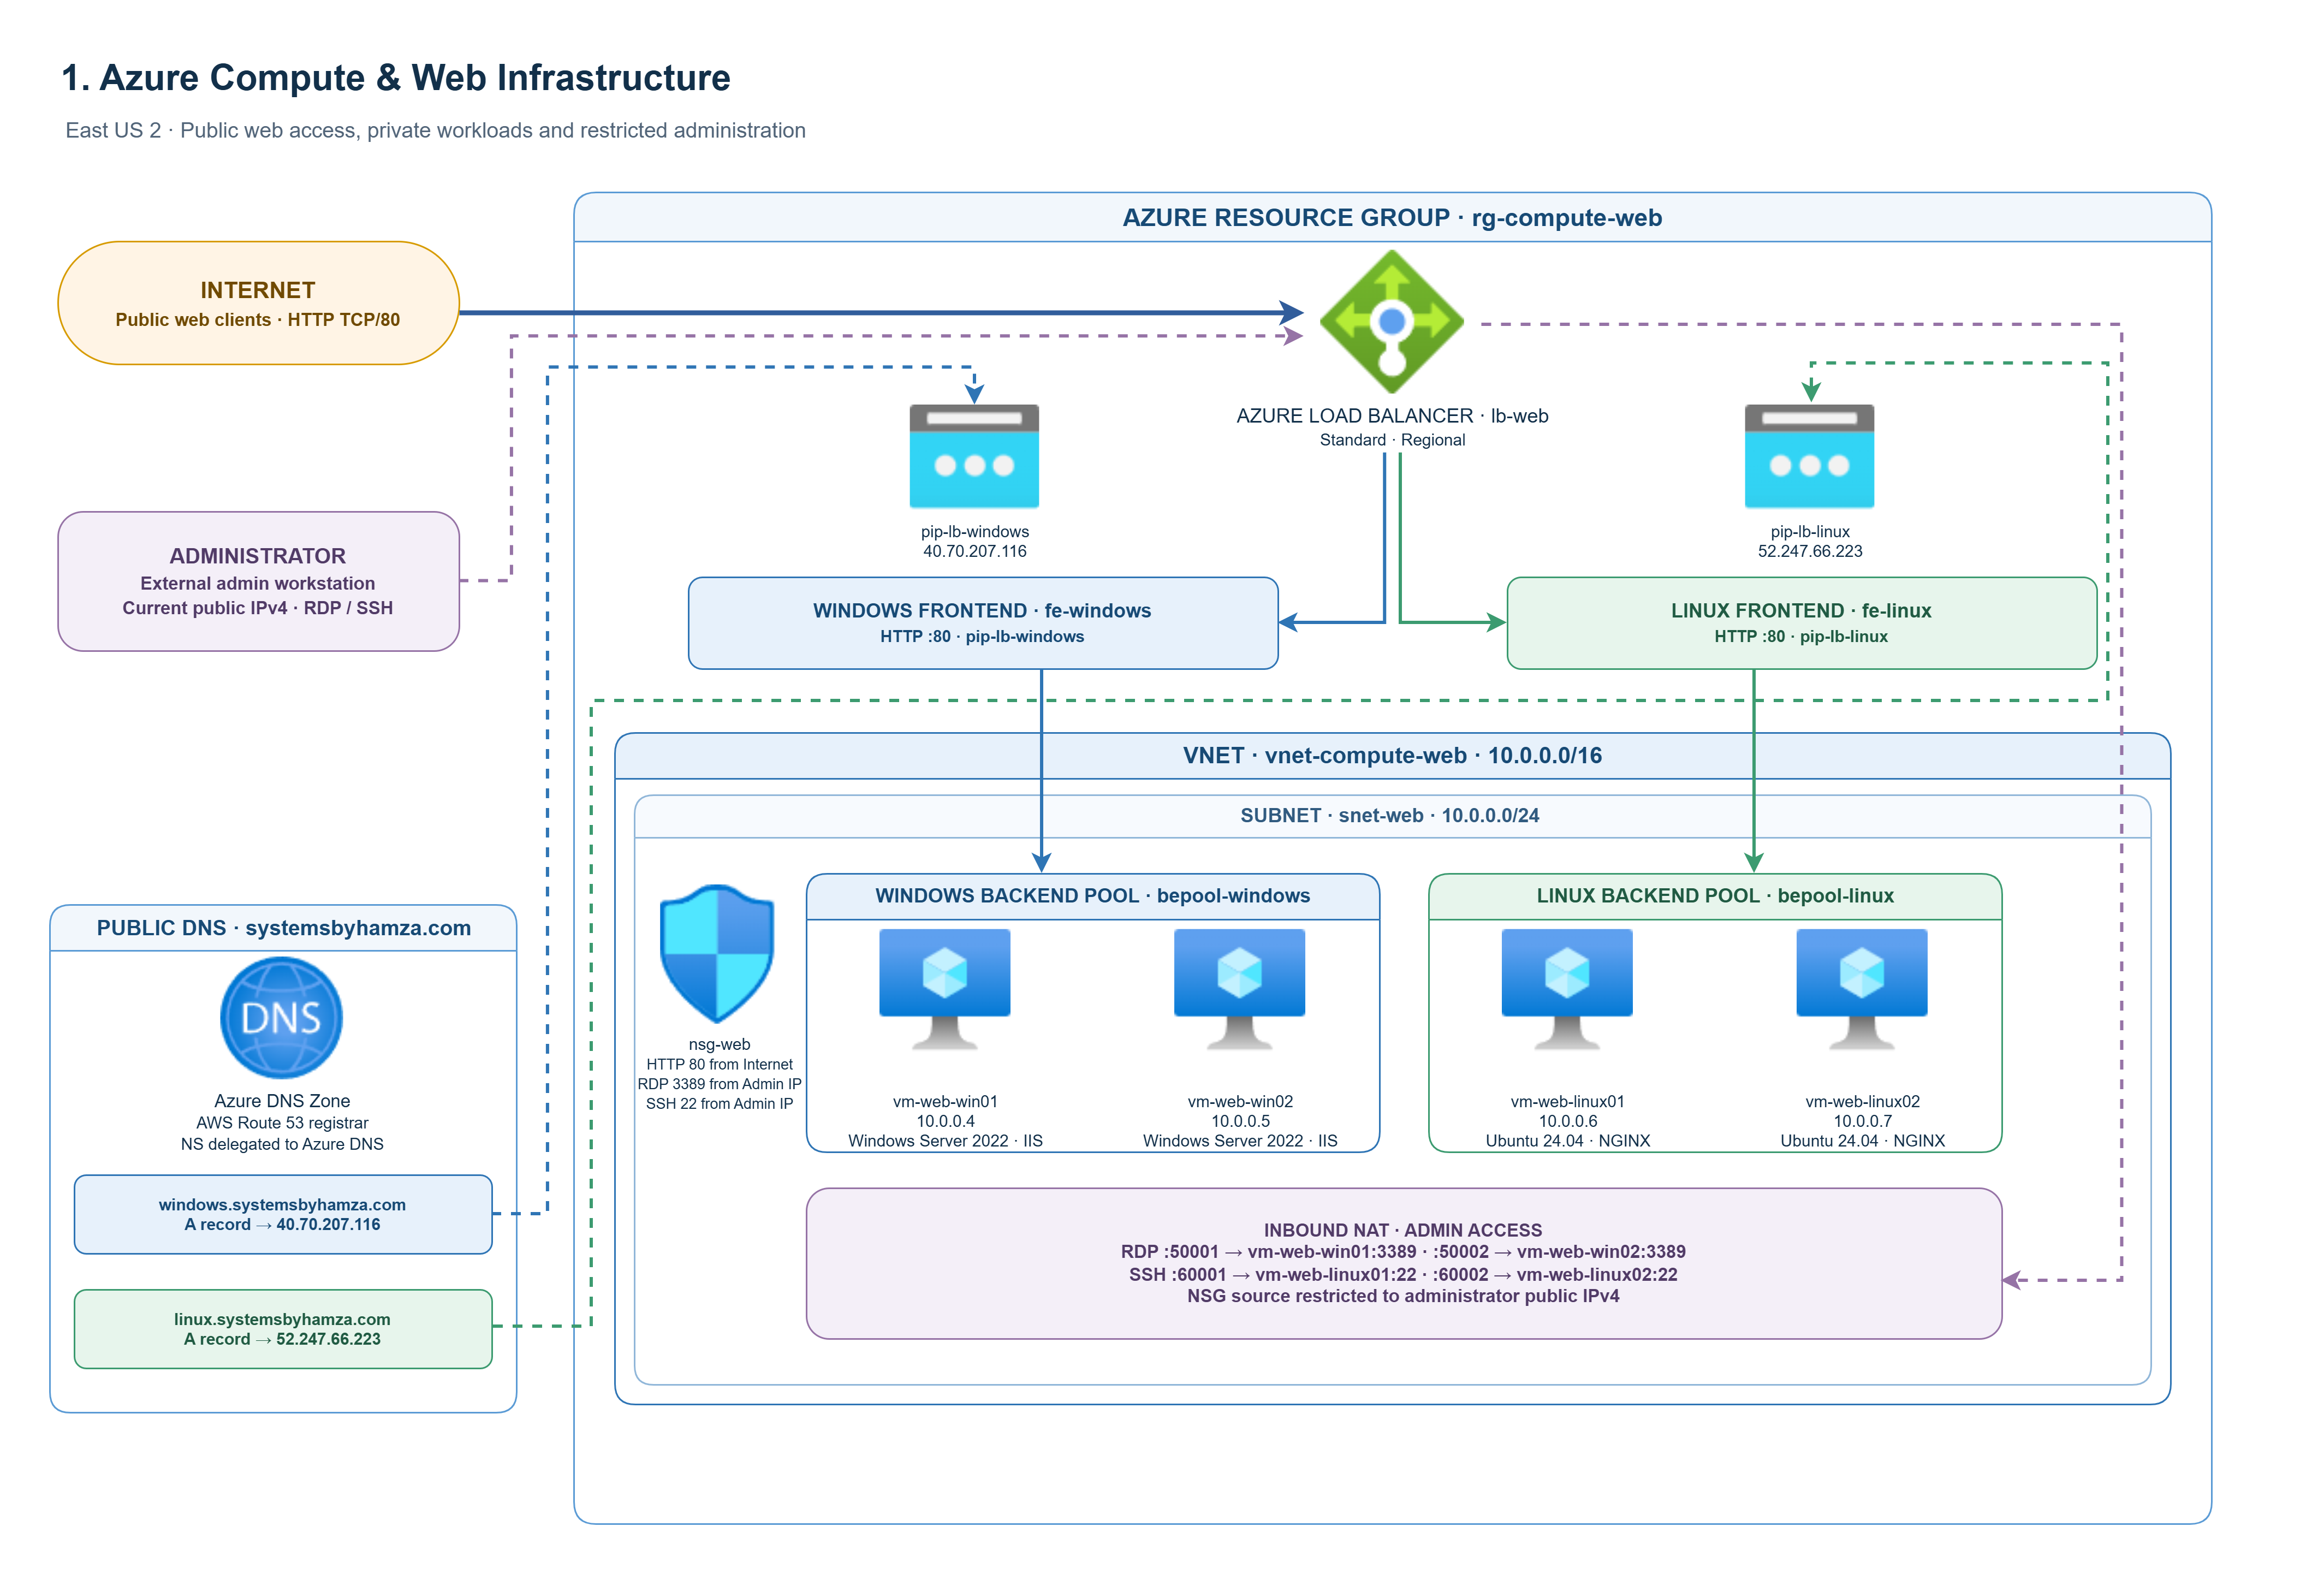 1. Azure Compute & Web Infrastructure
East US 2 · Public web access, private workloads and restricted administration
AZURE RESOURCE GROUP · rg-compute-web
INTERNET
Public web clients · HTTP TCP/80
AZURE LOAD BALANCER · lb-web
Standard · Regional
pip-lb-windows
40.70.207.116
pip-lb-linux
52.247.66.223
ADMINISTRATOR
External admin workstation
Current public IPv4 · RDP / SSH
WINDOWS FRONTEND · fe-windows
HTTP :80 · pip-lb-windows
LINUX FRONTEND · fe-linux
HTTP :80 · pip-lb-linux
VNET · vnet-compute-web · 10.0.0.0/16
SUBNET · snet-web · 10.0.0.0/24
PUBLIC DNS · systemsbyhamza.com
DNS
Azure DNS Zone
AWS Route 53 registrar
NS delegated to Azure DNS
windows.systemsbyhamza.com
A record → 40.70.207.116
linux.systemsbyhamza.com
A record → 52.247.66.223
nsg-web
HTTP 80 from Internet
RDP 3389 from Admin IP
SSH 22 from Admin IP
WINDOWS BACKEND POOL · bepool-windows
vm-web-win01
10.0.0.4
Windows Server 2022 · IIS
vm-web-win02
10.0.0.5
Windows Server 2022 · IIS
LINUX BACKEND POOL · bepool-linux
vm-web-linux01
10.0.0.6
Ubuntu 24.04 · NGINX
vm-web-linux02
10.0.0.7
Ubuntu 24.04 · NGINX
INBOUND NAT · ADMIN ACCESS
RDP :50001 → vm-web-win01:3389 · :50002 → vm-web-win02:3389
SSH :60001 → vm-web-linux01:22 · :60002 → vm-web-linux02:22
NSG source restricted to administrator public IPv4